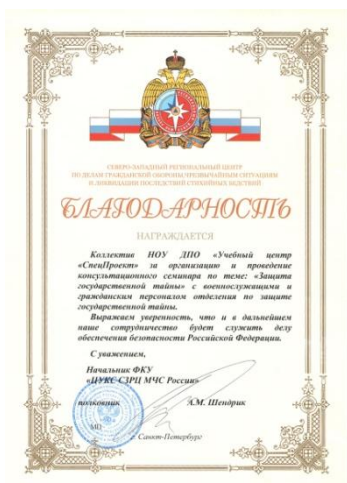 СЕВЕРО-ЗАПАДНЫЙ РЕГИОНАЛЬНЫЙ ЦЕНТР
ПО ДЕЛАМ ГРАЖДАНСКОЙ ОБОРОНЫ, ЧРЕЗВЫЧАЙНЫМ СИТУАЦИЯМ
И ЛИКВИДАЦИИ ПОСЛЕДСТВИЙ СТИХИЙНЫХ БЕДСТВИЙ
БЛАГОДАРНОСТЬ
НАГРАЖДАЕТСЯ
Коллектив НОУ ДПО «Учебный центр
«СпецПроект» за организацию и проведение
консультационного семинара по теме: «Защита
государственной тайны» с военнослужащими и
гражданским персоналом отделения по защите
государственной тайны.
Выражаем уверенность, что и в дальнейшем
наше сотрудничество будет служить делу
обеспечения безопасности Российской Федерации.
С уважением,
Начальник ФКУ
«ЦУКС СЗРЦ МЧС России»
полковник А.М. Шендрик
МП
г. Санкт-Петербург